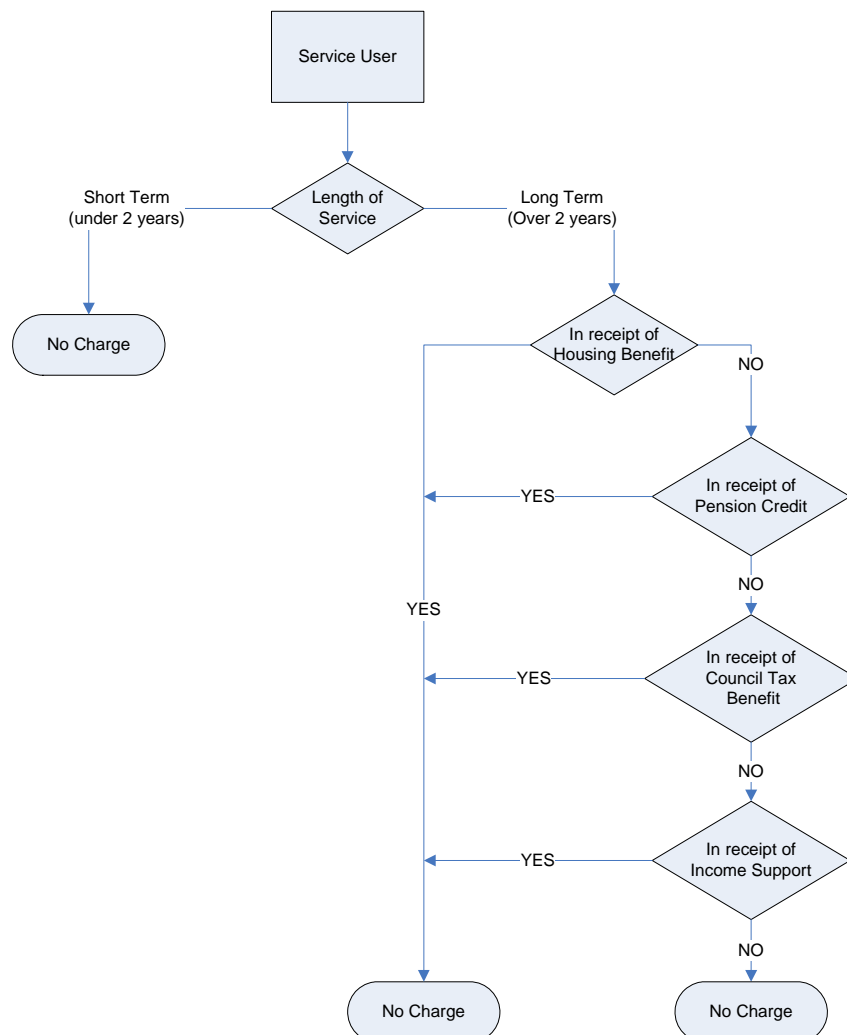 Service User
Length of
Service
Short Term
(under 2 years)
Long Term
(Over 2 years)
No Charge
In receipt of
Housing Benefit
NO
In receipt of
Pension Credit
YES
NO
YES
In receipt of
Council Tax
Benefit
YES
NO
In receipt of
Income Support
YES
NO
No Charge
No Charge